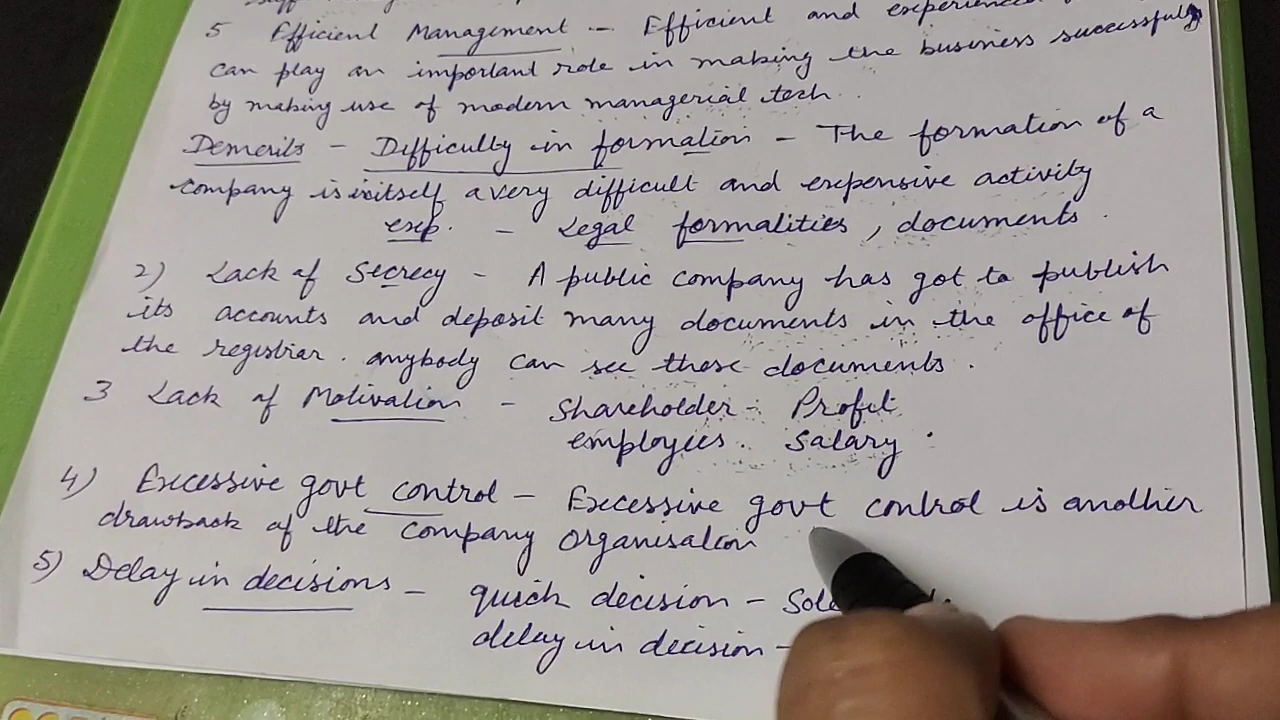 5 Efficient Management - Efficient and
can play an important role in making the business successfully
by making use of modern managerial tech.
Demerits - Difficulty in formation - The formation of a
company is initself a very difficult and expensive activity
exp. - Legal formalities, documents.
2) Lack of Secrecy - A public company has got to publish
its accounts and deposit many documents in the office of
the registrar. anybody can see these documents.
3 Lack of Motivation - Shareholder - Profit
employees. Salary.
4) Excessive govt control - Excessive govt control is another
drawback of the company organisation
5) Delay in decisions - quick decision -
delay in decision -